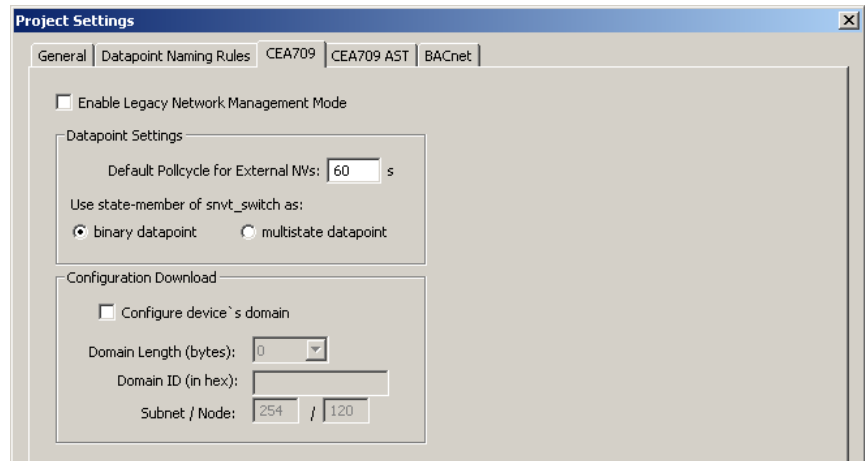 Project Settings
General Datapoint Naming Rules CEA709 CEA709 AST BACnet
Enable Legacy Network Management Mode
Datapoint Settings
Default Pollcycle for External NVs: 60 s
Use state-member of snvt_switch as:
binary datapoint multistate datapoint
Configuration Download
Configure device`s domain
Domain Length (bytes): 0
Domain ID (in hex):
Subnet / Node: 254 / 120